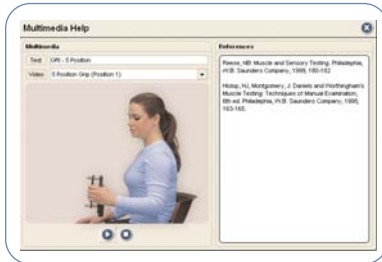 Multimedia Help
Multimedia
References
Test Grift - 5 Position
Video 5 Position Grip (Position 1)
Reese, NB: Muscle and Sensory Testing. Philadelphia,
W.B. Saunders Company, 1999, 180-182
Hislop, HJ, Montgomery, J: Daniels and Worthingham's
Muscle Testing: Techniques of Manual Examination,
6th ed. Philadelphia, W.B. Saunders Company, 1995,
163-165.